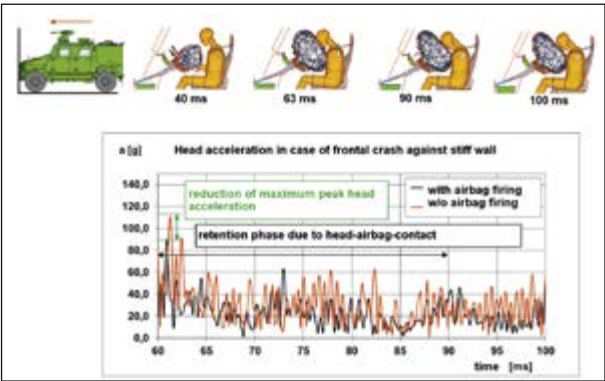 40 ms 63 ms 90 ms 100 ms
a [g] Head acceleration in case of frontal crash against stiff wall
140,0
120,0
100,0
80,0
60,0
40,0
20,0
0,0
reduction of maximum peak head
acceleration
with airbag firing
w/o airbag firing
retention phase due to head-airbag-contact
60 65 70 75 80 85 90 95 100
time [ms]